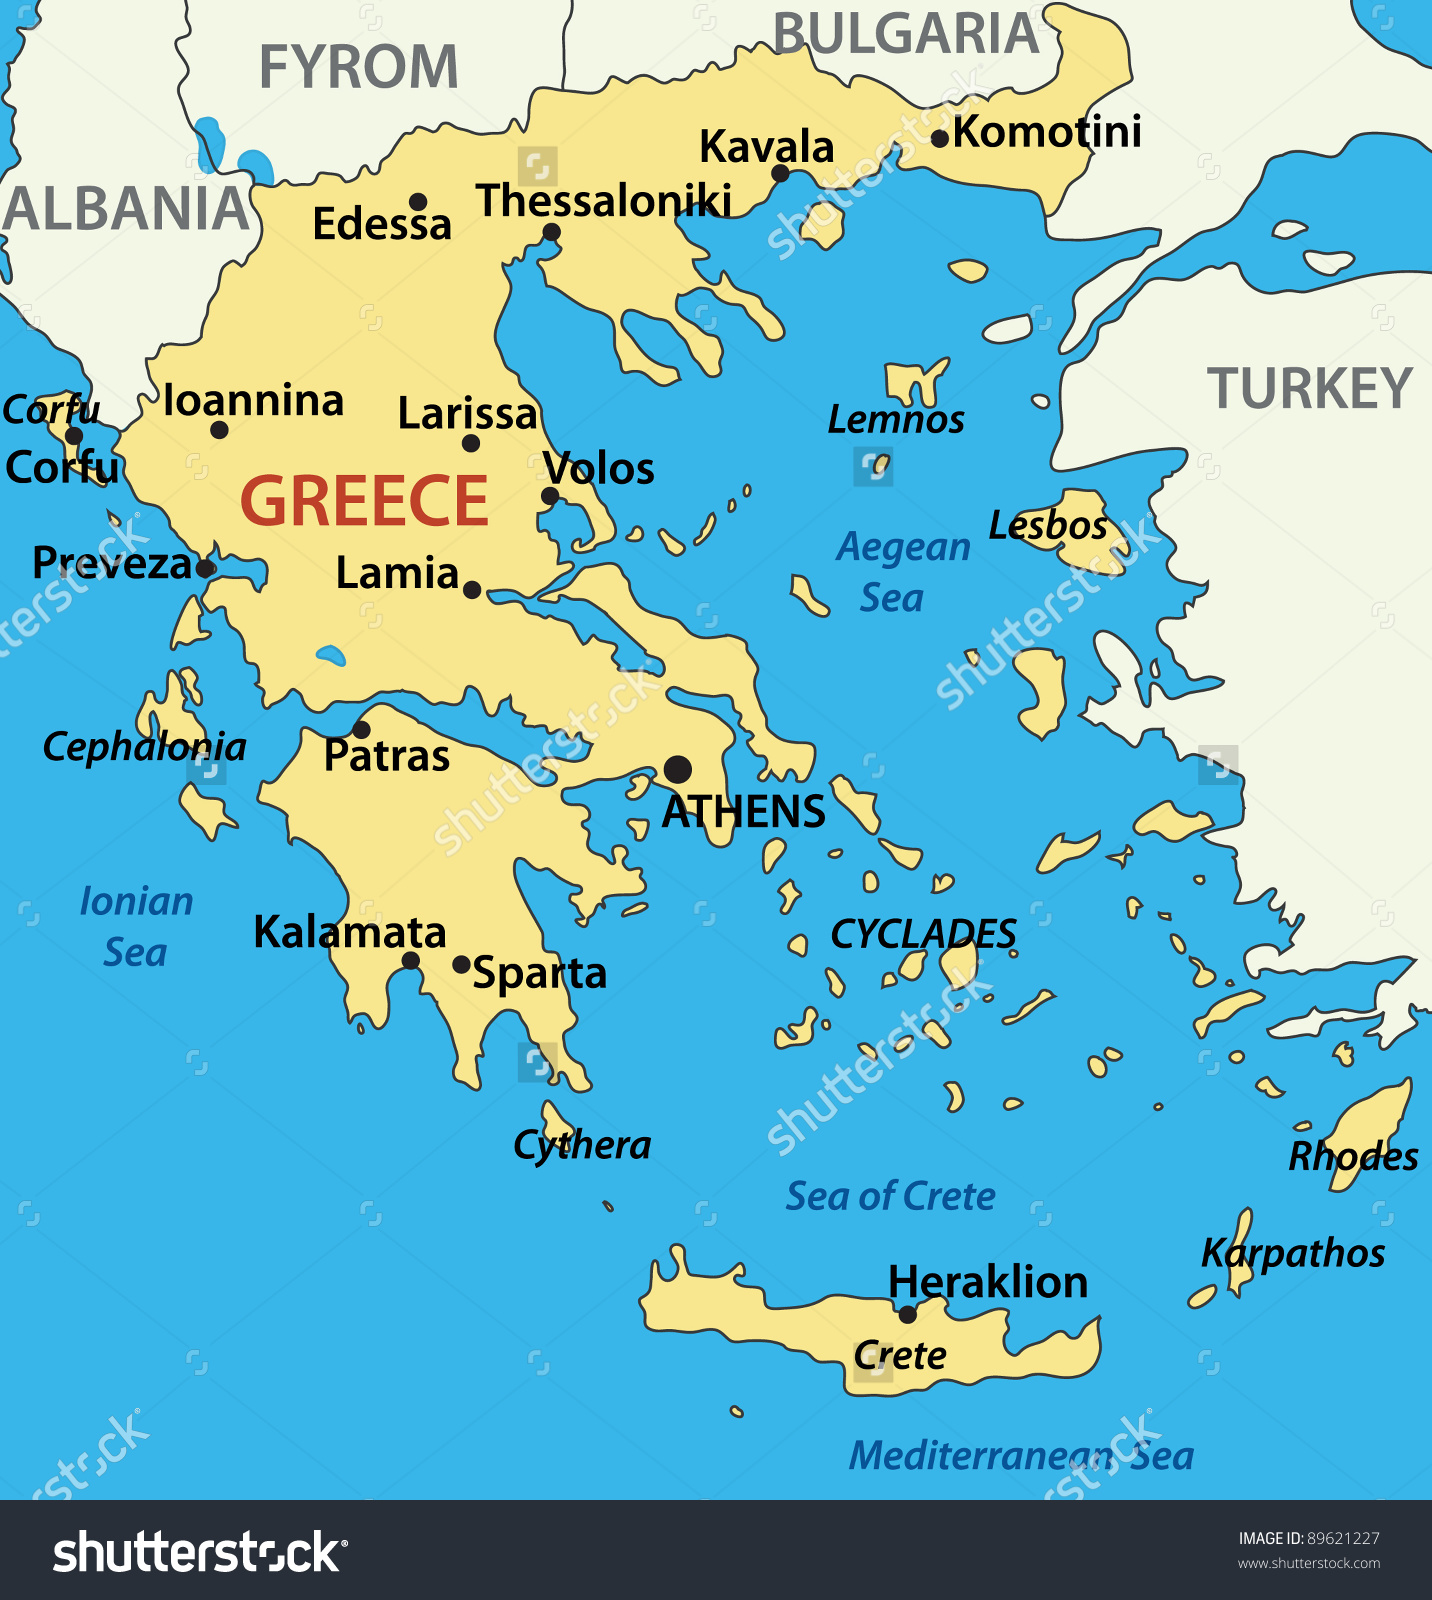 BULGARIA
FYROM
Komotini
Kavala
ALBANIA
Thessaloniki
Edessa
TURKEY
Ioannina
Corfu
Larissa
Lemnos
Corfu
Volos
GREECE
Lesbos
Aegean
Sea
Preveza
Lamia
Cephalonia
Patras
ATHENS
Ionian
Sea
Kalamata
CYCLADES
Sparta
Cythera
Rhodes
Sea of Crete
Karpathos
Heraklion
Crete
Mediterranean Sea
shutterstock
shutterstock
shutterstock
shutterstock
shutterstock
shutterstock
shutterstock
shutterstock
IMAGE ID: 89621227
www.shutterstock.com